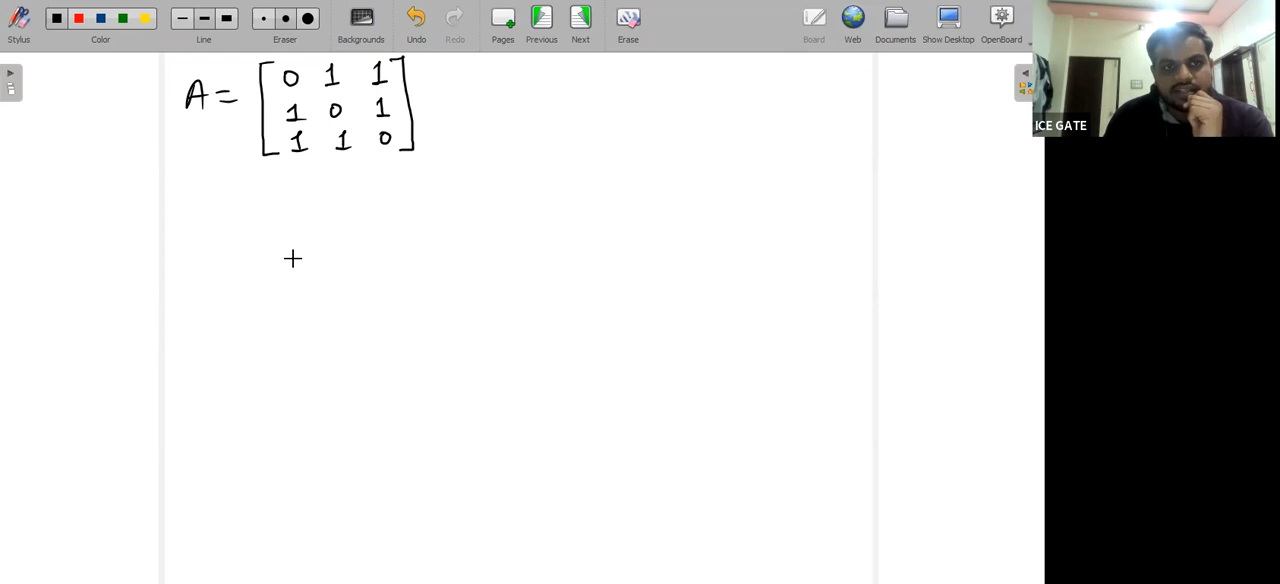 Stylus Color Line Eraser Backgrounds Undo Redo Pages Previous Next Erase Board Web Documents Show Desktop OpenBoard
A = [ 0 1 1
1 0 1
1 1 0 ]
ICE GATE